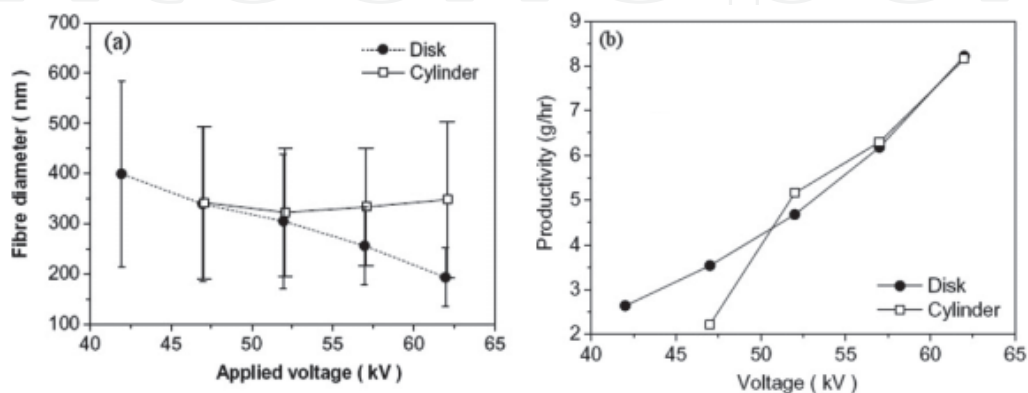 (a)
Disk
Cylinder
Fibre diameter ( nm )
700
600
500
400
300
200
100
40 45 50 55 60 65
Applied voltage ( kV )
(b)
Disk
Cylinder
Productivity (g/hr)
9
8
7
6
5
4
3
2
40 45 50 55 60 65
Voltage ( kV )